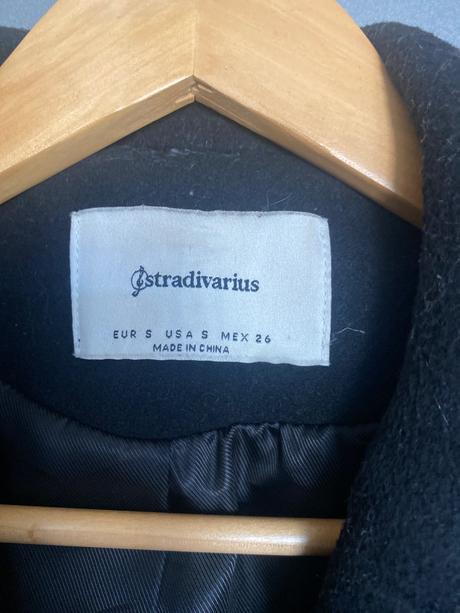 stradivarius
EUR S USA S MEX 26
MADE IN CHINA